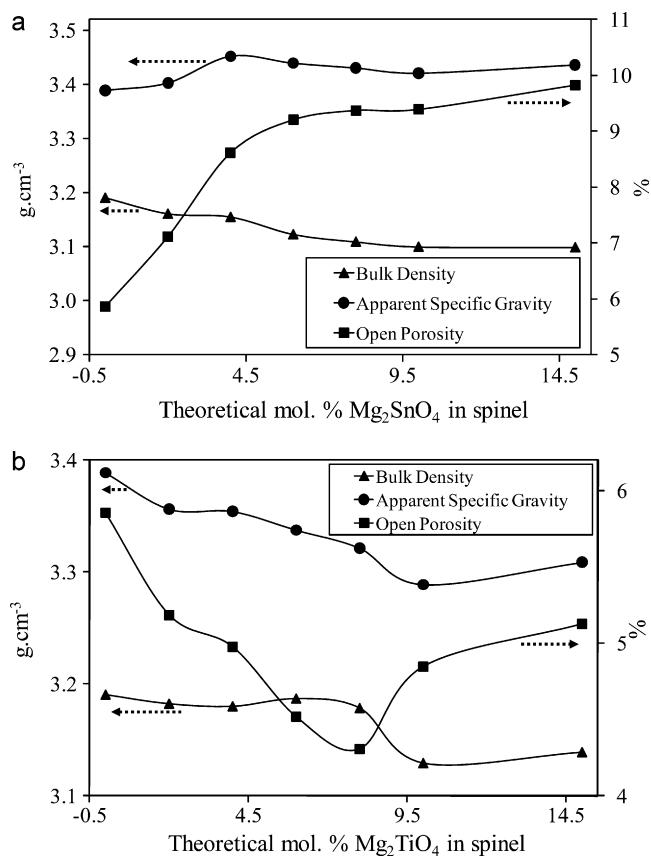 a
3.5
3.4
3.3
3.2
3.1
3.0
2.9
g.cm-3
11
10
9
8
7
6
5
%
Bulk Density
Apparent Specific Gravity
Open Porosity
-0.5 4.5 9.5 14.5
Theoretical mol. % Mg2SnO4 in spinel
b
3.4
3.3
3.2
3.1
g.cm-3
6
5
4
%
Bulk Density
Apparent Specific Gravity
Open Porosity
-0.5 4.5 9.5 14.5
Theoretical mol. % Mg2TiO4 in spinel